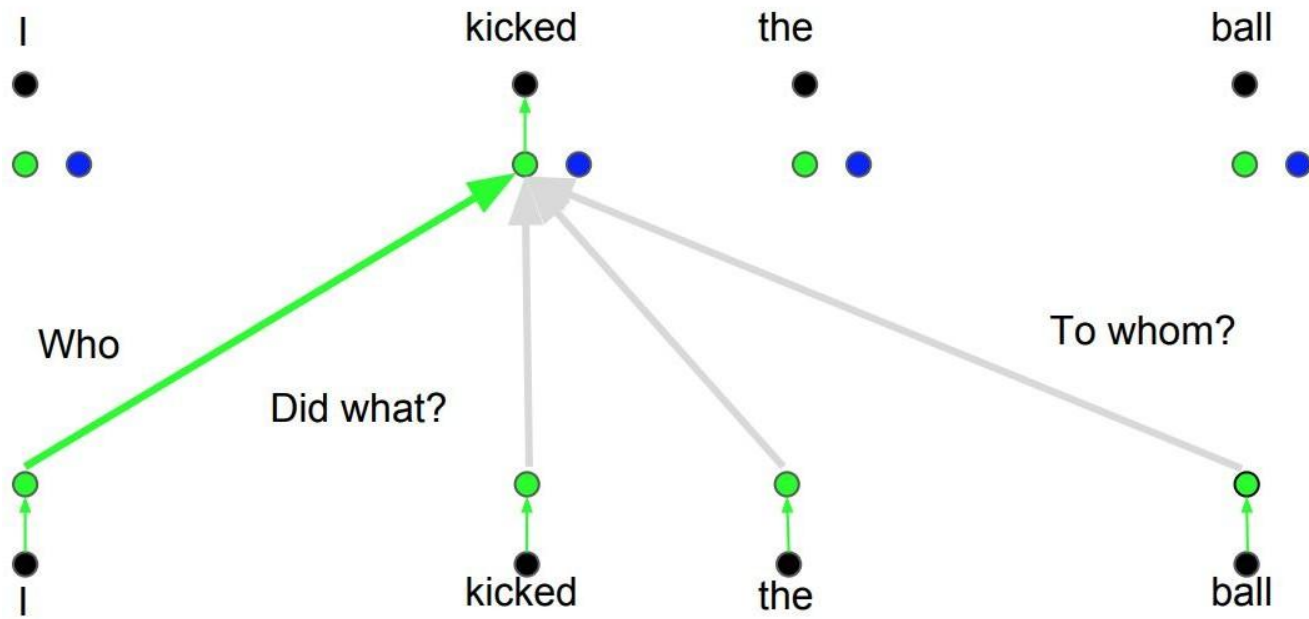 I kicked the ball
Who
To whom?
Did what?
I kicked the ball